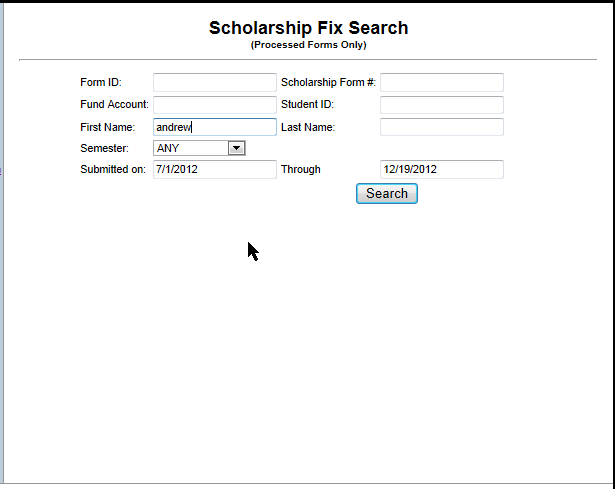 Scholarship Fix Search
(Processed Forms Only)
Form ID: Scholarship Form #:
Fund Account: Student ID:
First Name: andrew Last Name:
Semester: ANY
Submitted on: 7/1/2012 Through 12/19/2012
Search